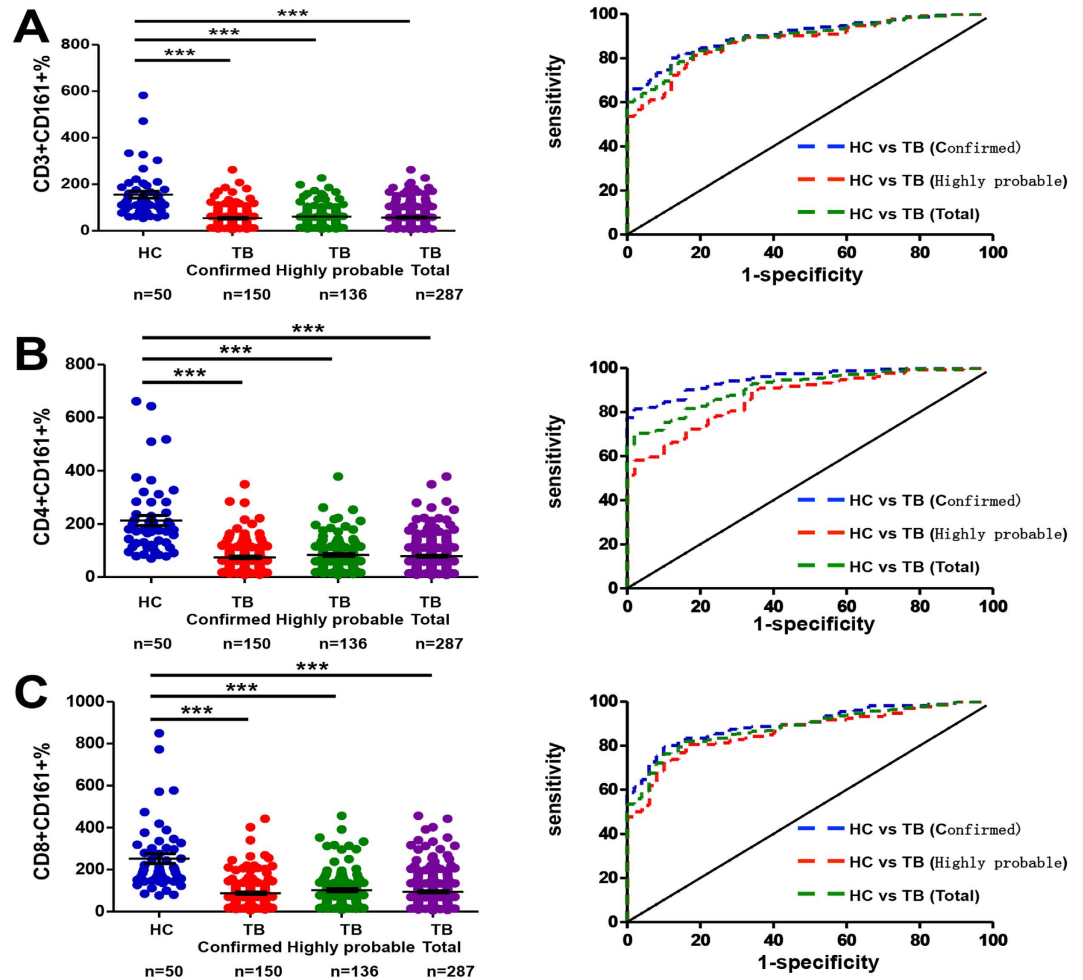 A
CD3+CD161+%
800
600
400
200
0
***
***
***
HC
TB
TB
TB
Confirmed Highly probable Total
n=50
n=150
n=136
n=287
sensitivity
100
80
60
40
20
0
0
20
40
60
80
100
1-specificity
HC vs TB (Confirmed)
HC vs TB (Highly probable)
HC vs TB (Total)
B
CD4+CD161+%
800
600
400
200
0
***
***
***
HC
TB
TB
TB
Confirmed Highly probable Total
n=50
n=150
n=136
n=287
sensitivity
100
80
60
40
20
0
0
20
40
60
80
100
1-specificity
HC vs TB (Confirmed)
HC vs TB (Highly probable)
HC vs TB (Total)
C
CD8+CD161+%
1000
800
600
400
200
0
***
***
***
HC
TB
TB
TB
Confirmed Highly probable Total
n=50
n=150
n=136
n=287
sensitivity
100
80
60
40
20
0
0
20
40
60
80
100
1-specificity
HC vs TB (Confirmed)
HC vs TB (Highly probable)
HC vs TB (Total)